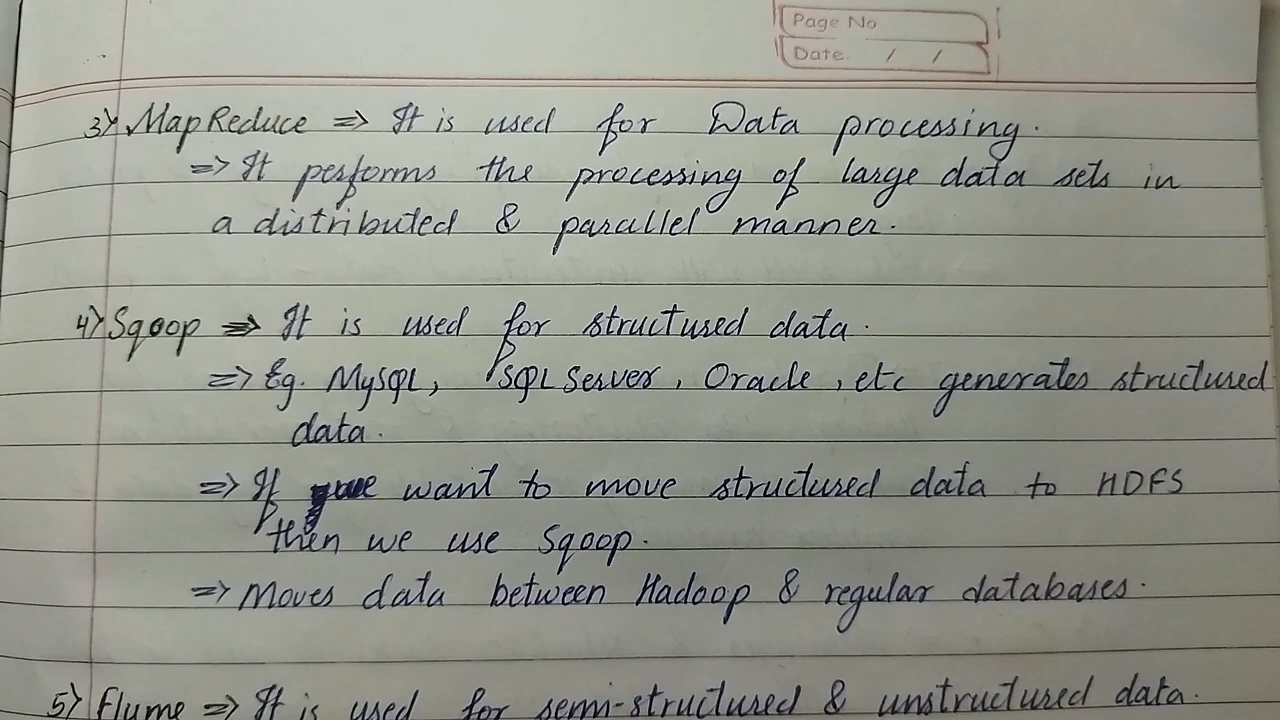 Page No
Date / /
3) MapReduce => It is used for Data processing.
=> It performs the processing of large data sets in
a distributed & parallel manner.
4) Sqoop => It is used for structured data.
=> Eg. MySQL, SQL Server, Oracle, etc generates structured
data.
=> If we want to move structured data to HDFS
then we use Sqoop.
=> Moves data between Hadoop & regular databases.
5) Flume => It is used for semi-structured & unstructured data.